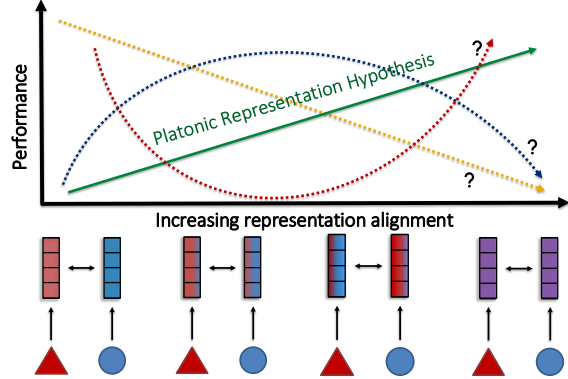 Performance
Platonic Representation Hypothesis
?
?
?
Increasing representation alignment